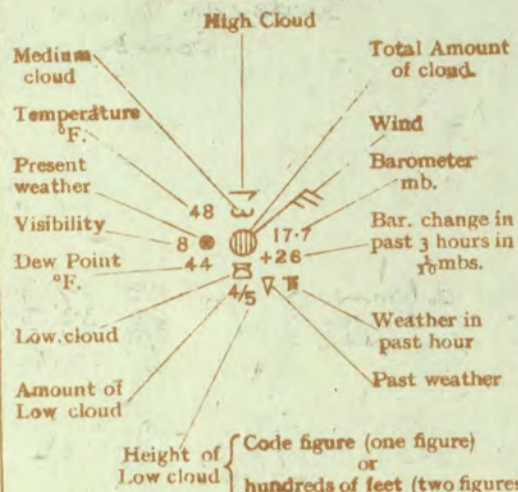 High Cloud
Medium
cloud
Total Amount
of cloud.
Temperature
°F.
Wind
Present
weather
Barometer
mb.
48
Visibility
8
17·7
Bar. change in
past 3 hours in
1/10 mbs.
+26
Dew Point
°F.
44
Low cloud
4/5
Weather in
past hour
Amount of
Low cloud
Past weather
Height of
Low cloud
Code figure (one figure)
or
hundreds of feet (two figures